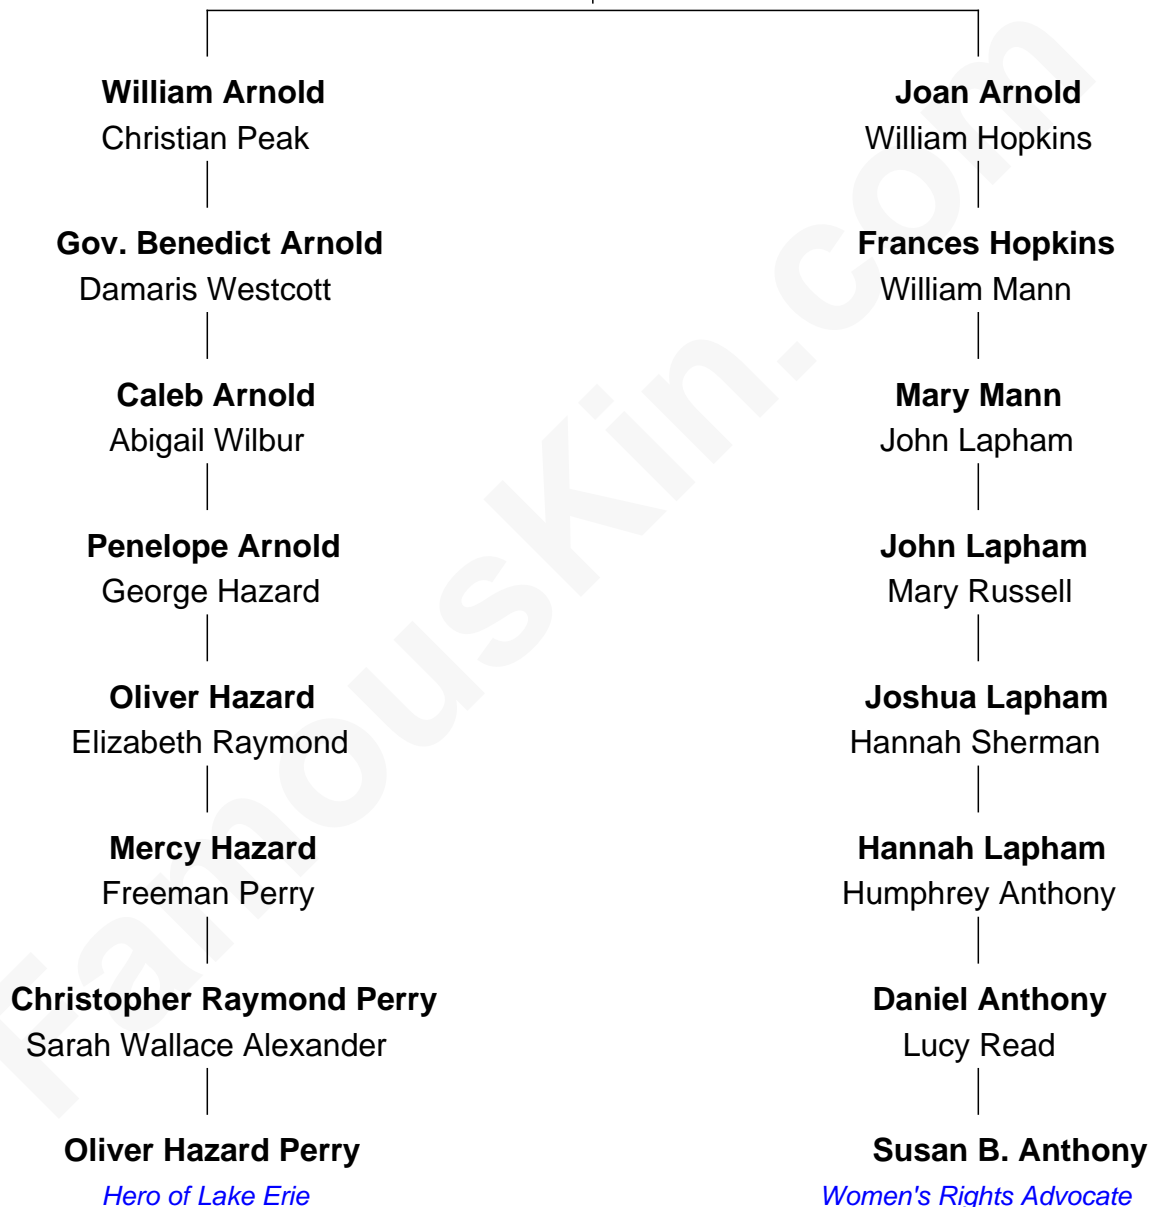 William Arnold
Christian Peak
Gov. Benedict Arnold
Damaris Westcott
Caleb Arnold
Abigail Wilbur
Penelope Arnold
George Hazard
Oliver Hazard
Elizabeth Raymond
Mercy Hazard
Freeman Perry
Christopher Raymond Perry
Sarah Wallace Alexander
Oliver Hazard Perry
Hero of Lake Erie
Joan Arnold
William Hopkins
Frances Hopkins
William Mann
Mary Mann
John Lapham
John Lapham
Mary Russell
Joshua Lapham
Hannah Sherman
Hannah Lapham
Humphrey Anthony
Daniel Anthony
Lucy Read
Susan B. Anthony
Women's Rights Advocate
FamousKin.com